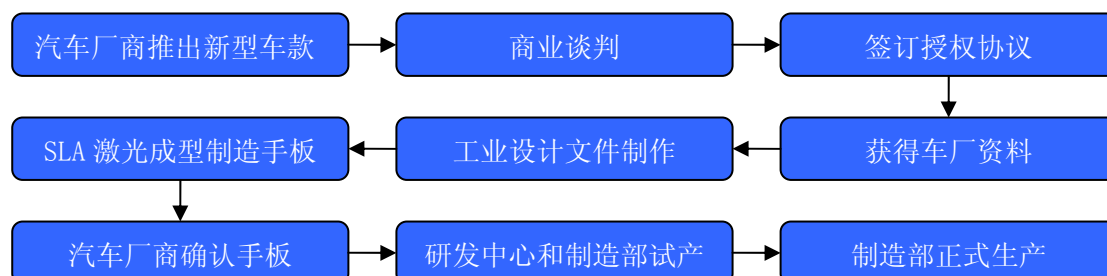 汽车厂商推出新型车款
商业谈判
签订授权协议
获得车厂资料
工业设计文件制作
SLA 激光成型制造手板
汽车厂商确认手板
研发中心和制造部试产
制造部正式生产